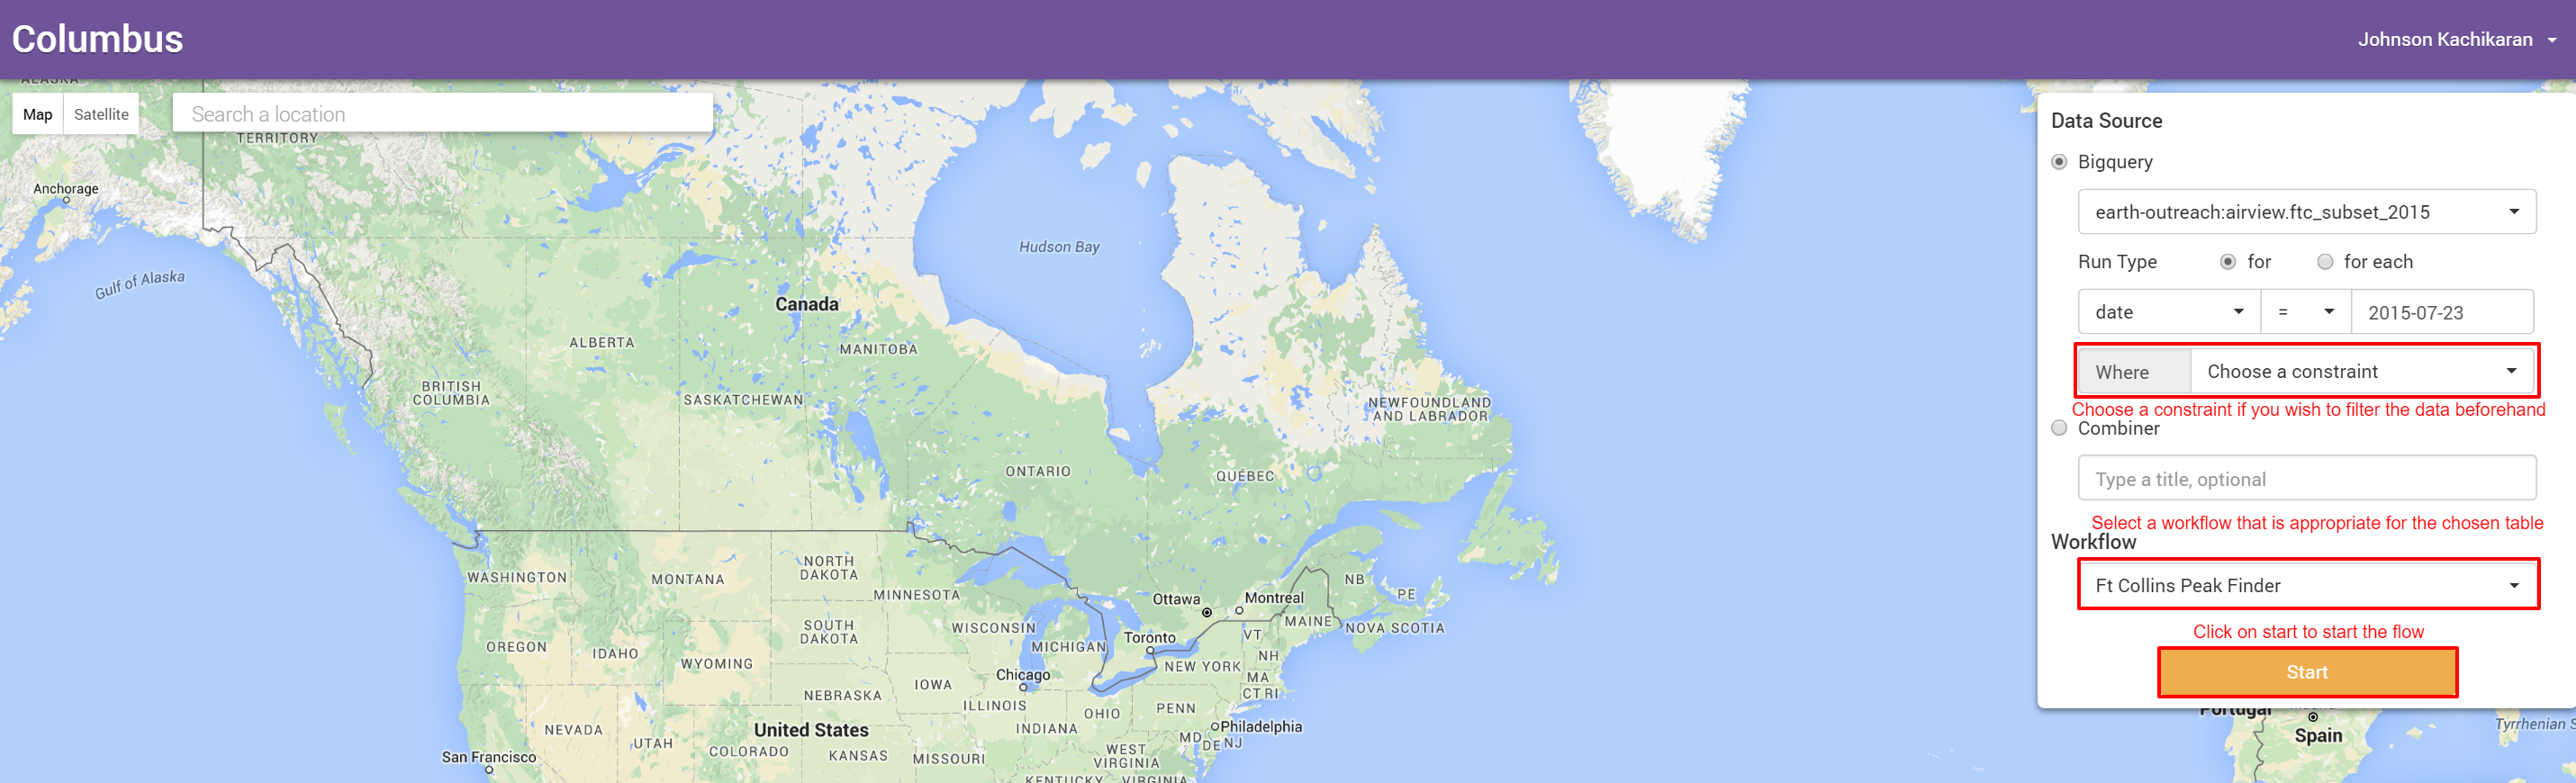 Columbus
Johnson Kachikaran
ALASKA
Map Satellite
Search a location
TERRITORY
Anchorage
Gulf of Alaska
Hudson Bay
Canada
ALBERTA
MANITOBA
BRITISH
COLUMBIA
SASKATCHEWAN
NEWFOUNDLAND
AND LABRADOR
ONTARIO
QUÉBEC
WASHINGTON
MONTANA
NORTH
DAKOTA
MINNESOTA
Ottawa
Montreal
NB
PE
MAINE
NOVA SCOTIA
OREGON
IDAHO
SOUTH
DAKOTA
WISCONSIN
MICHIGAN
Toronto
VT
NH
WYOMING
NEW YORK
MA
CT RI
Chicago
NEBRASKA
IOWA
ILLINOIS
INDIANA
OHIO
PENN
Philadelphia
NEVADA
UTAH
United States
COLORADO
KANSAS
MISSOURI
WEST
VIRGINIA
MD
DE NJ
San Francisco
KENTUCKY
VIRGINIA
Data Source
Bigquery
earth-outreach:airview.ftc_subset_2015
Run Type for for each
date = 2015-07-23
Where Choose a constraint
Choose a constraint if you wish to filter the data beforehand
Combiner
Type a title, optional
Select a workflow that is appropriate for the chosen table
Workflow
Ft Collins Peak Finder
Click on start to start the flow
Start
Portugal
Spain
Tyrrhenian S